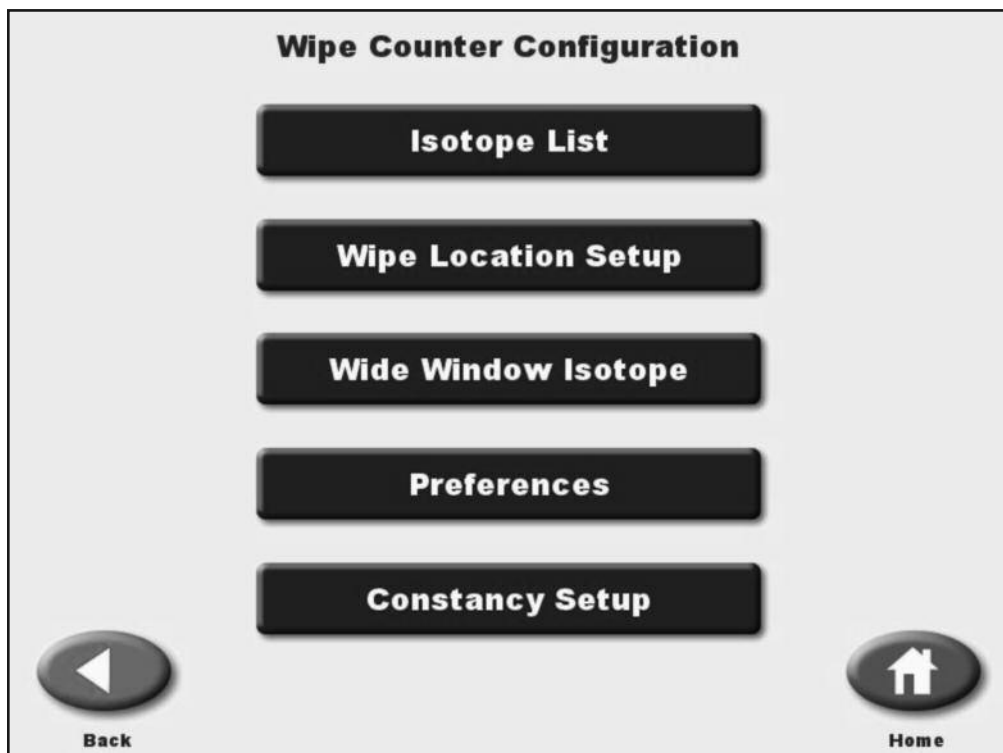 Wipe Counter Configuration
Isotope List
Wipe Location Setup
Wide Window Isotope
Preferences
Constancy Setup
Back
Home